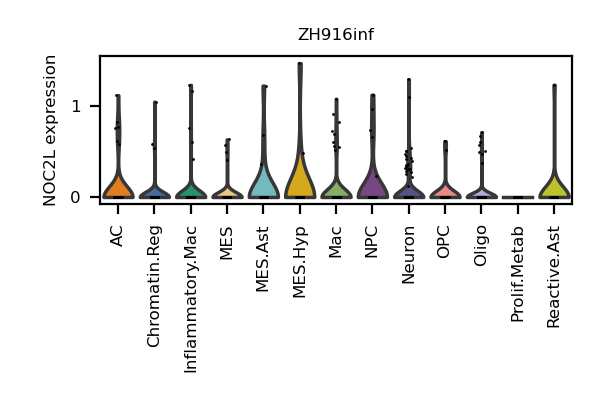 ZH916inf
NOC2L expression
1
0
AC
Chromatin.Reg
Inflammatory.Mac
MES
MES.Ast
MES.Hyp
Mac
NPC
Neuron
OPC
Oligo
Prolif.Metab
Reactive.Ast